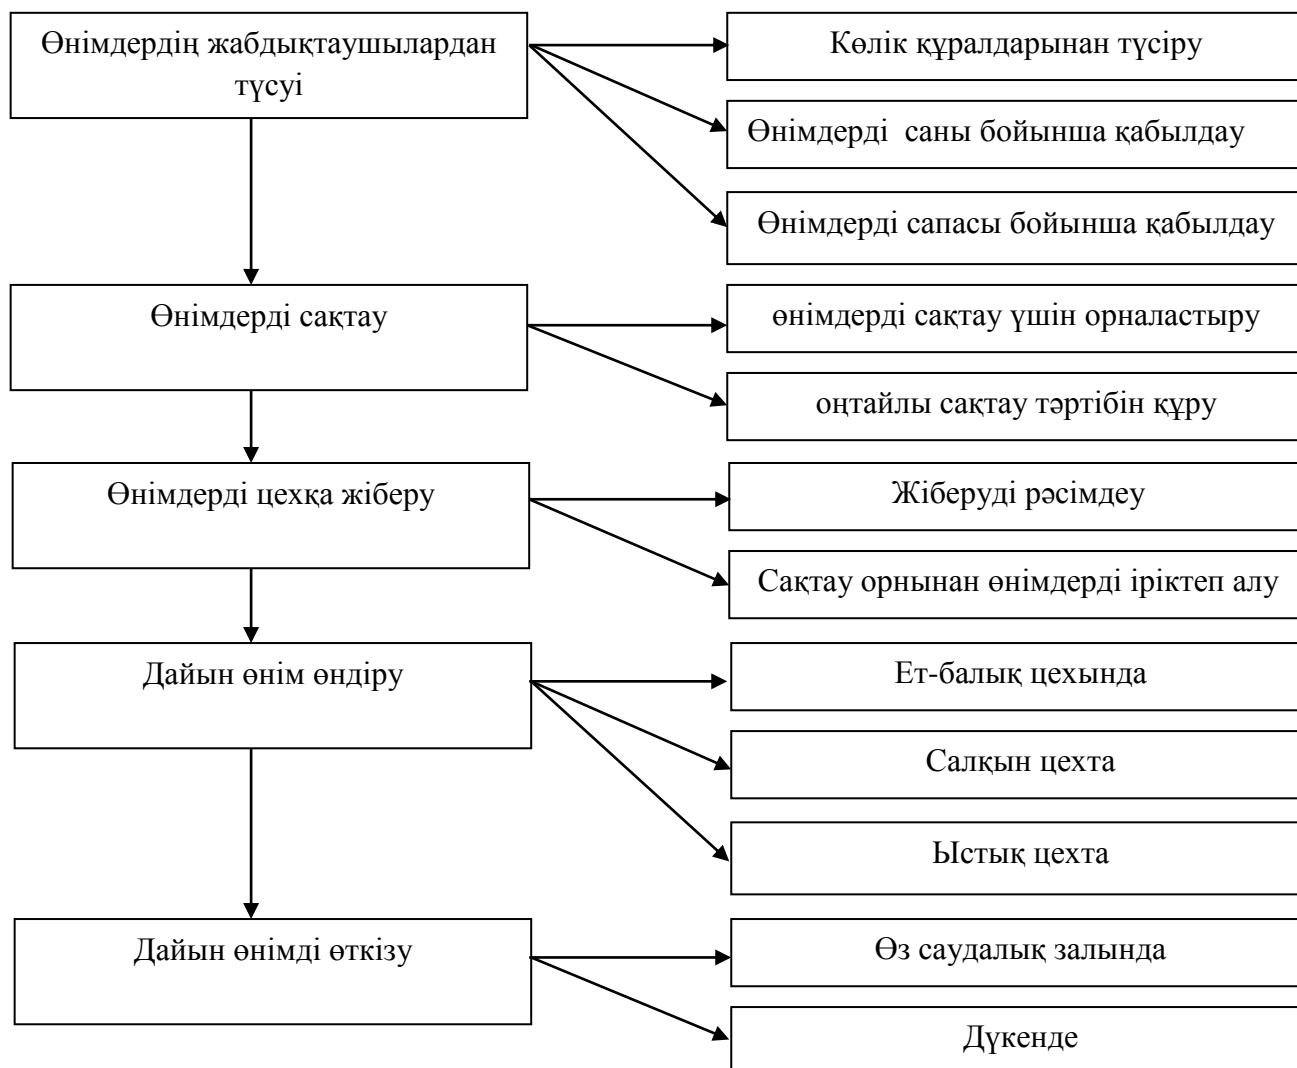 Өнімдердің жабдықтаушылардан
түсуі
Көлік құралдарынан түсіру
Өнімдерді саны бойынша қабылдау
Өнімдерді сапасы бойынша қабылдау
Өнімдерді сақтау
өнімдерді сақтау үшін орналастыру
оңтайлы сақтау тәртібін құру
Өнімдерді цехқа жіберу
Жіберуді рәсімдеу
Сақтау орнынан өнімдерді іріктеп алу
Дайын өнім өндіру
Ет-балық цехында
Салқын цехта
Ыстық цехта
Дайын өнімді өткізу
Өз саудалық залында
Дүкенде